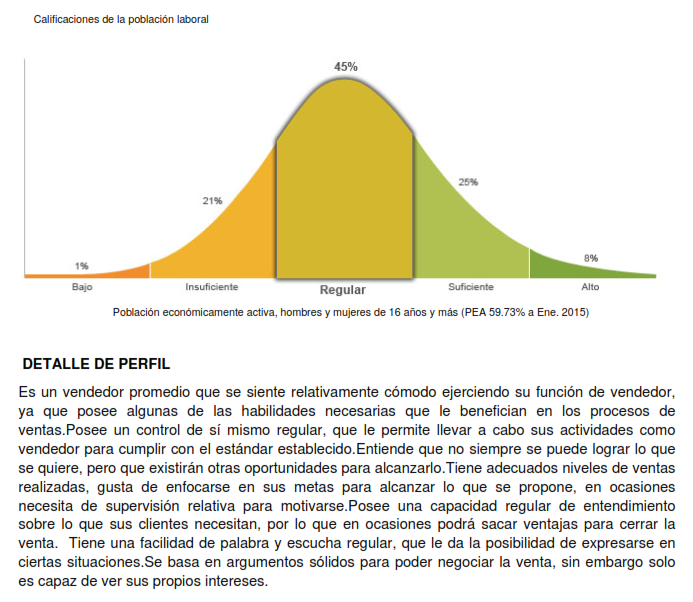 Calificaciones de la población laboral
45%
25%
21%
8%
1%
Bajo
Insuficiente
Regular
Suficiente
Alto
Población económicamente activa, hombres y mujeres de 16 años y más (PEA 59.73% a Ene. 2015)
DETALLE DE PERFIL
Es un vendedor promedio que se siente relativamente cómodo ejerciendo su función de vendedor,
ya que posee algunas de las habilidades necesarias que le benefician en los procesos de
ventas.Posee un control de sí mismo regular, que le permite llevar a cabo sus actividades como
vendedor para cumplir con el estándar establecido.Entiende que no siempre se puede lograr lo que
se quiere, pero que existirán otras oportunidades para alcanzarlo.Tiene adecuados niveles de ventas
realizadas, gusta de enfocarse en sus metas para alcanzar lo que se propone, en ocasiones
necesita de supervisión relativa para motivarse.Posee una capacidad regular de entendimiento
sobre lo que sus clientes necesitan, por lo que en ocasiones podrá sacar ventajas para cerrar la
venta. Tiene una facilidad de palabra y escucha regular, que le da la posibilidad de expresarse en
ciertas situaciones.Se basa en argumentos sólidos para poder negociar la venta, sin embargo solo
es capaz de ver sus propios intereses.